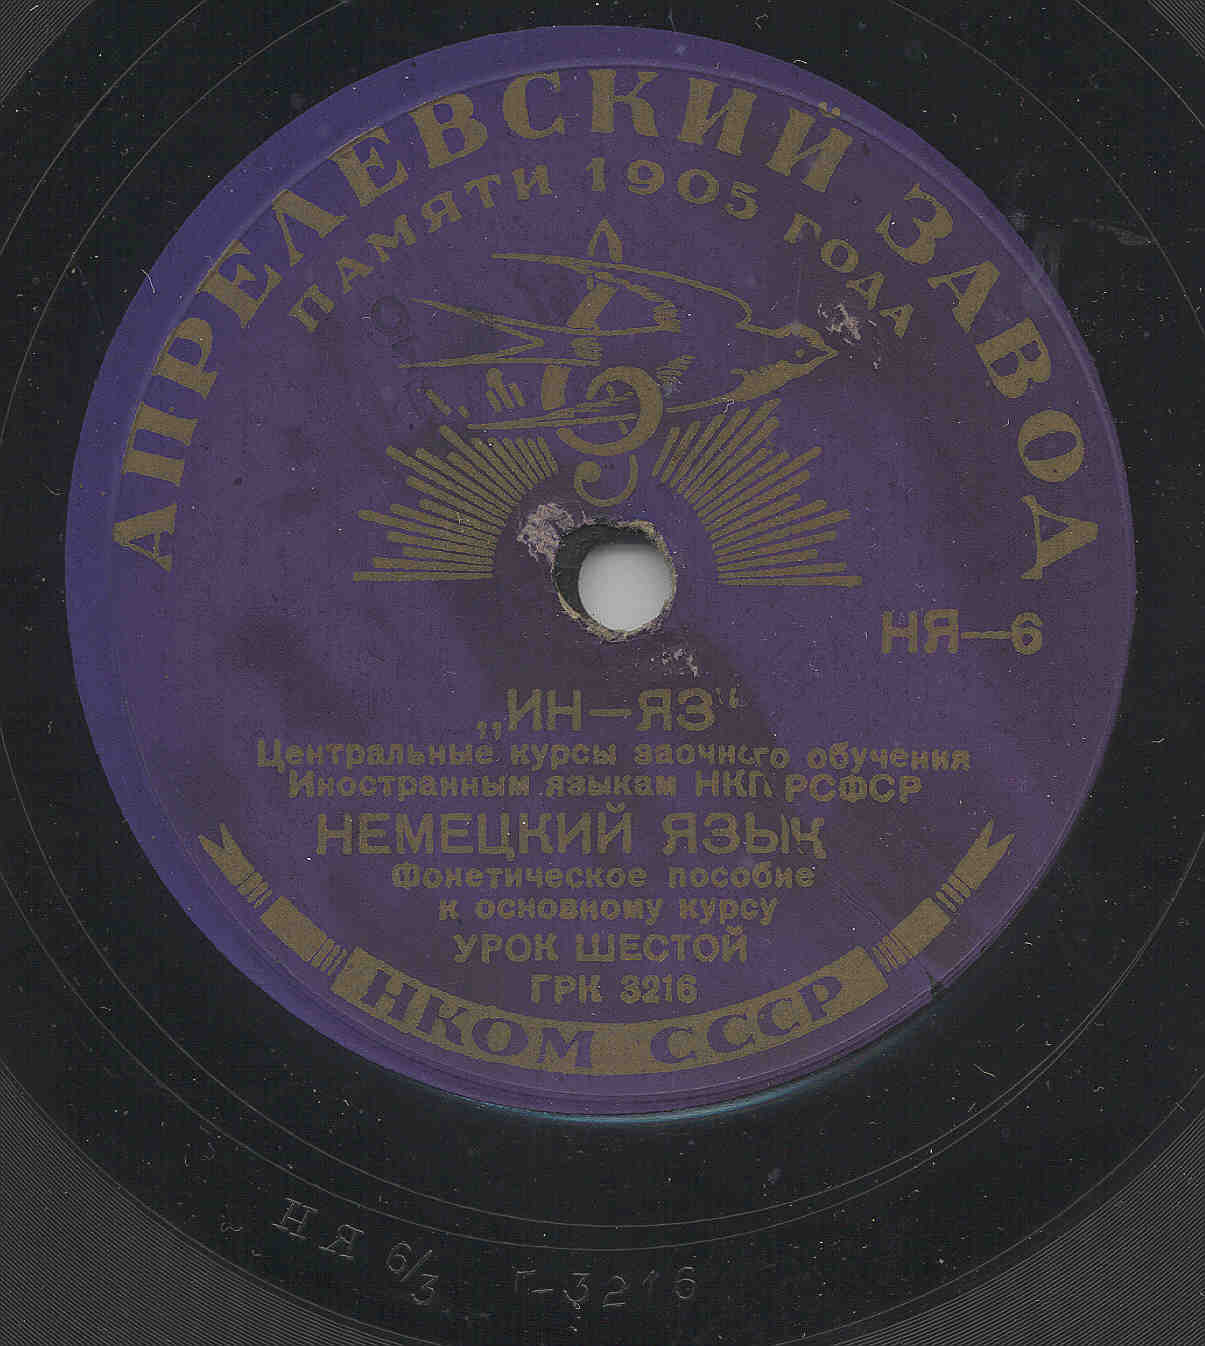 АПРЕЛЕВСКИЙ ЗАВОД
ПАМЯТИ 1905 ГОДА
НЯ—6
„ИН—ЯЗ“
Центральные курсы заочного обучения
Иностранным языкам НКП РСФСР
НЕМЕЦКИЙ ЯЗЫК
Фонетическое пособие
к основному курсу
УРОК ШЕСТОЙ
ГРК 3216
НКОМ СССР
НЯ 6/3 Г-3216